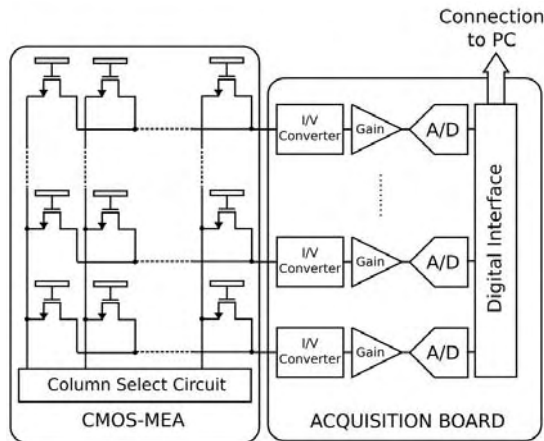 Connection
to PC
I/V
Converter
Gain
A/D
I/V
Converter
Gain
A/D
I/V
Converter
Gain
A/D
Digital Interface
Column Select Circuit
CMOS-MEA
ACQUISITION BOARD